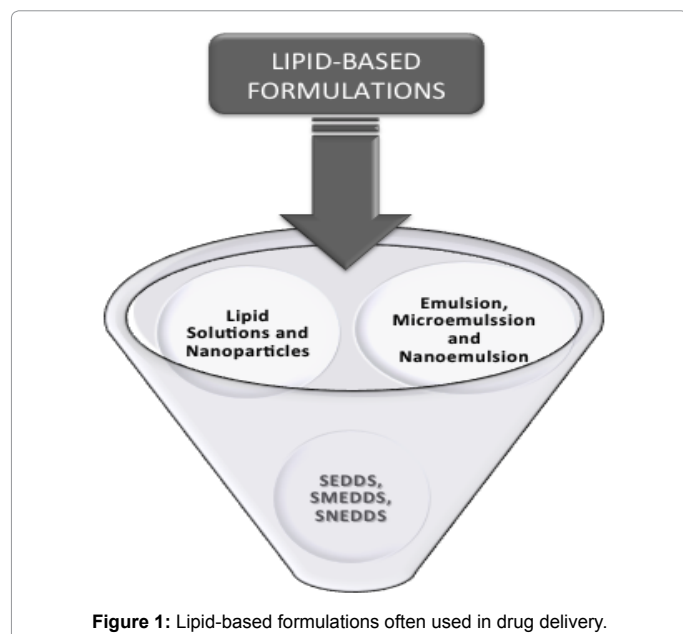 LIPID-BASED
FORMULATIONS
Lipid
Solutions and
Nanoparticles
Emulsion,
Microemulssion
and
Nanoemulsion
SEDDS,
SMEDDS,
SNEDDS
Figure 1: Lipid-based formulations often used in drug delivery.